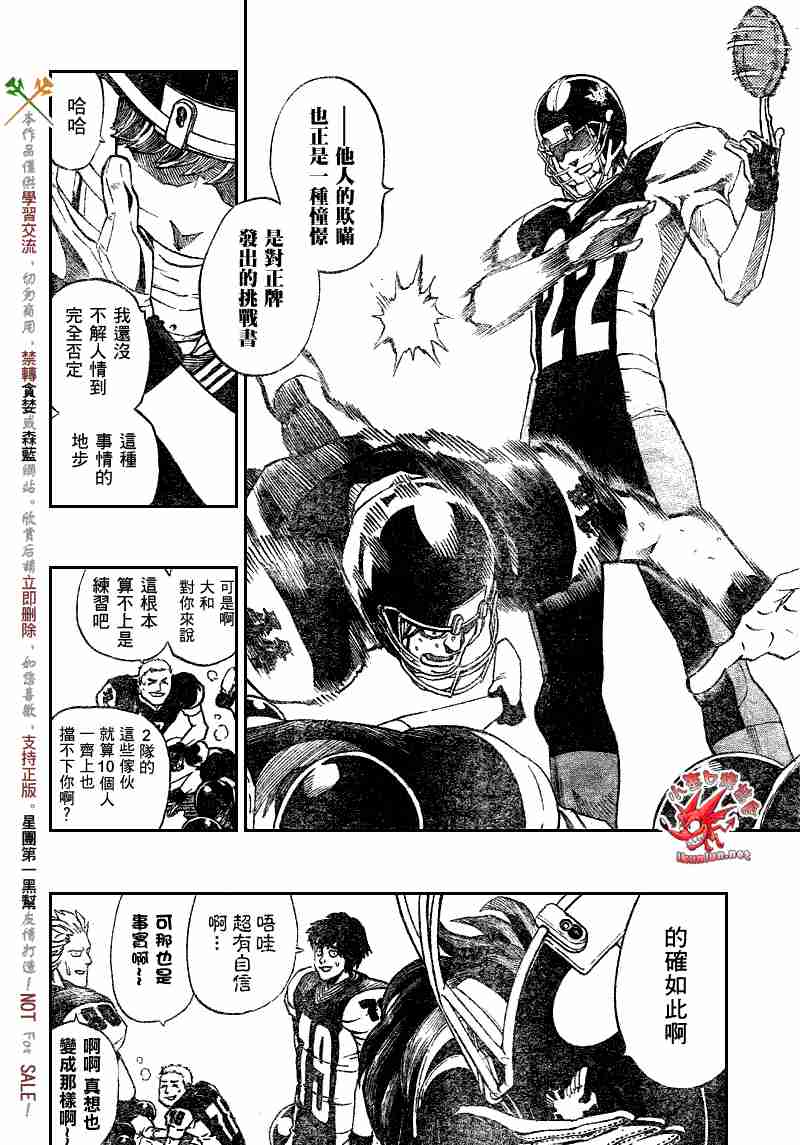 ——他人的欺瞞
也正是一種憧憬
是對正牌
發出的挑戰書
哈哈
我還沒
不解人情到
完全否定
這種
事情的
地步
可是啊
大和
對你來說
這根本
算不上是
練習吧
2隊的
這些傢伙
就算10個人
一齊上也
擋不下你啊?
22
的確如此啊
唔哇
超有自信
啊…
可那也是
事實啊~
啊啊 真想也
變成那樣啊~
19
本作品僅供學習交流，切勿商用，禁轉貪婪或森藍網站。欣賞后請立即刪除，如您喜歡，支持正版。星團第一黑幫友情打造—NOT For SALE—
ikunlun.net